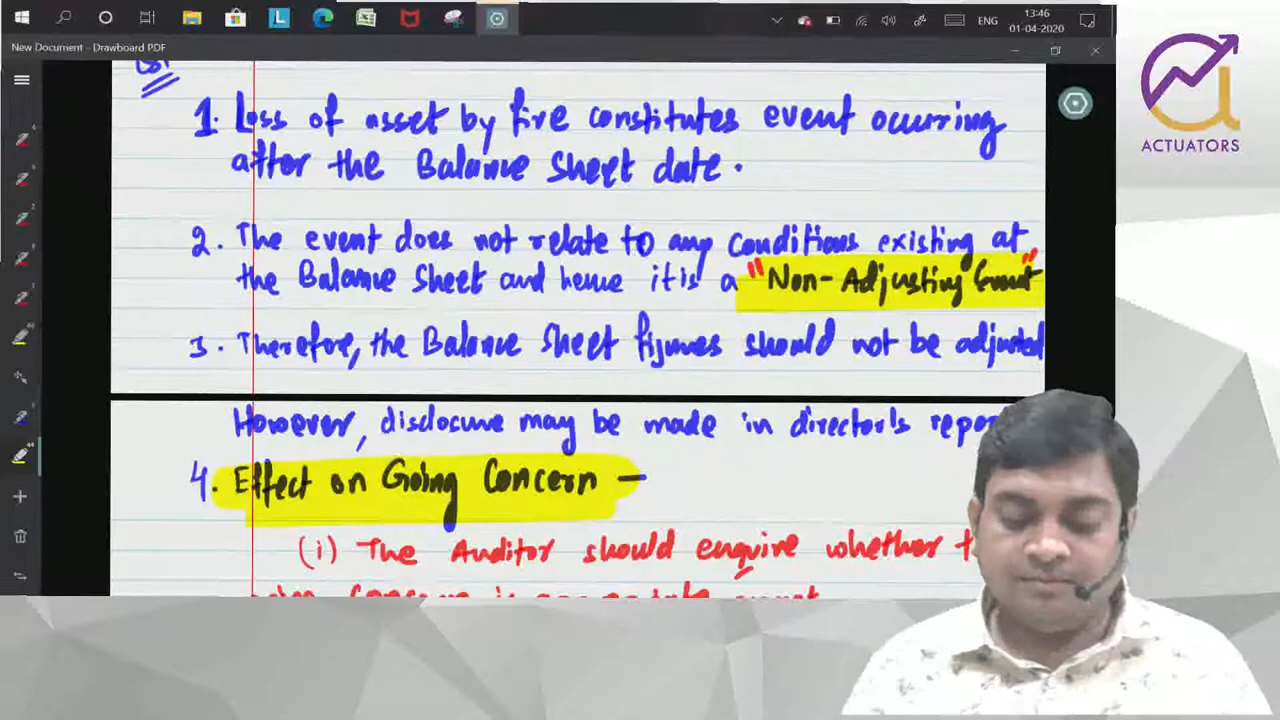 13:46
ENG
01-04-2020
New Document - Drawboard PDF
ACTUATORS
Sol
1. Loss of asset by fire constitutes event ocurring
after the Balance sheet date.
2. The event does not relate to any conditions existing at
the Balance sheet and hence it is a "Non-Adjusting Event"
3. Therefore, the Balance sheet figures should not be adjusted
However, disclosure may be made in director's repor
4. Effect on Going Concern —
(i) The Auditor should enquire whether t